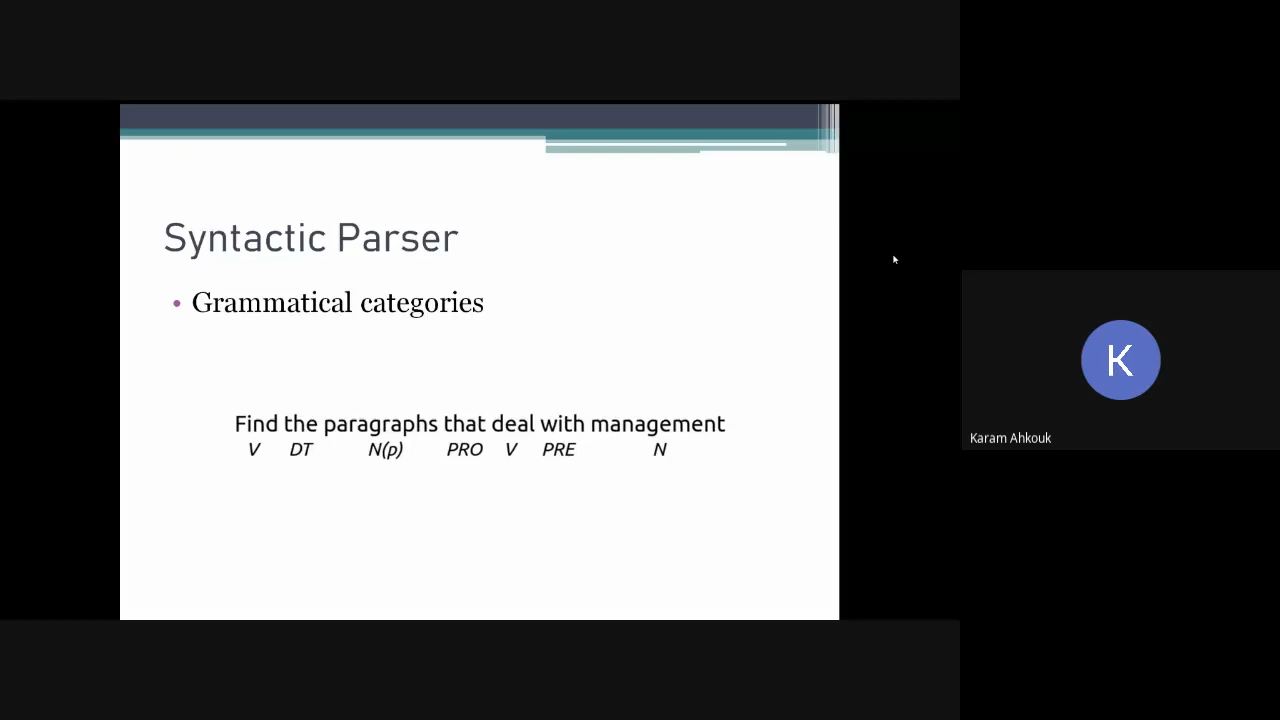 Syntactic Parser
• Grammatical categories
Find the paragraphs that deal with management
V DT N(p) PRO V PRE N
K
Karam Ahkouk